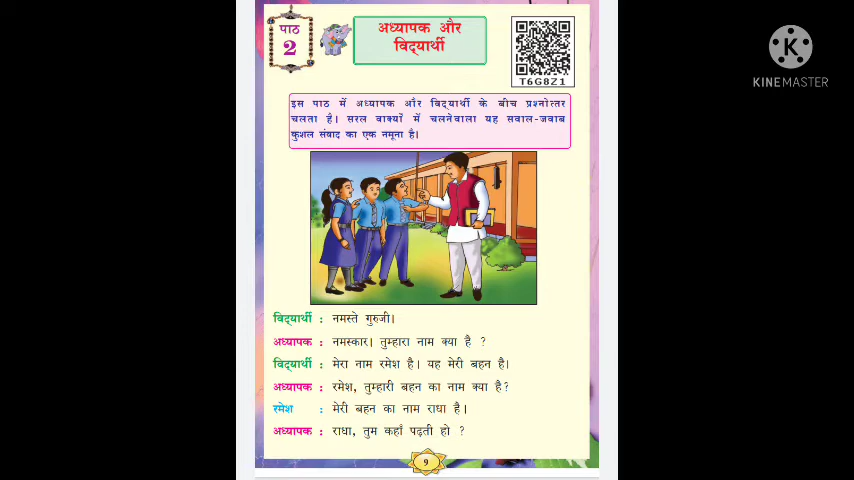 पाठ
2
अध्यापक और
विद्यार्थी
T6G8Z1
KINEMASTER
इस पाठ में अध्यापक और विद्यार्थी के बीच प्रश्नोत्तर
चलता है। सरल वाक्यों में चलनेवाला यह सवाल-जवाब
कुशल संवाद का एक नमूना है।
विद्यार्थी : नमस्ते गुरुजी।
अध्यापक : नमस्कार। तुम्हारा नाम क्या है ?
विद्यार्थी : मेरा नाम रमेश है। यह मेरी बहन है।
अध्यापक : रमेश, तुम्हारी बहन का नाम क्या है?
रमेश : मेरी बहन का नाम राधा है।
अध्यापक : राधा, तुम कहाँ पढ़ती हो ?
9